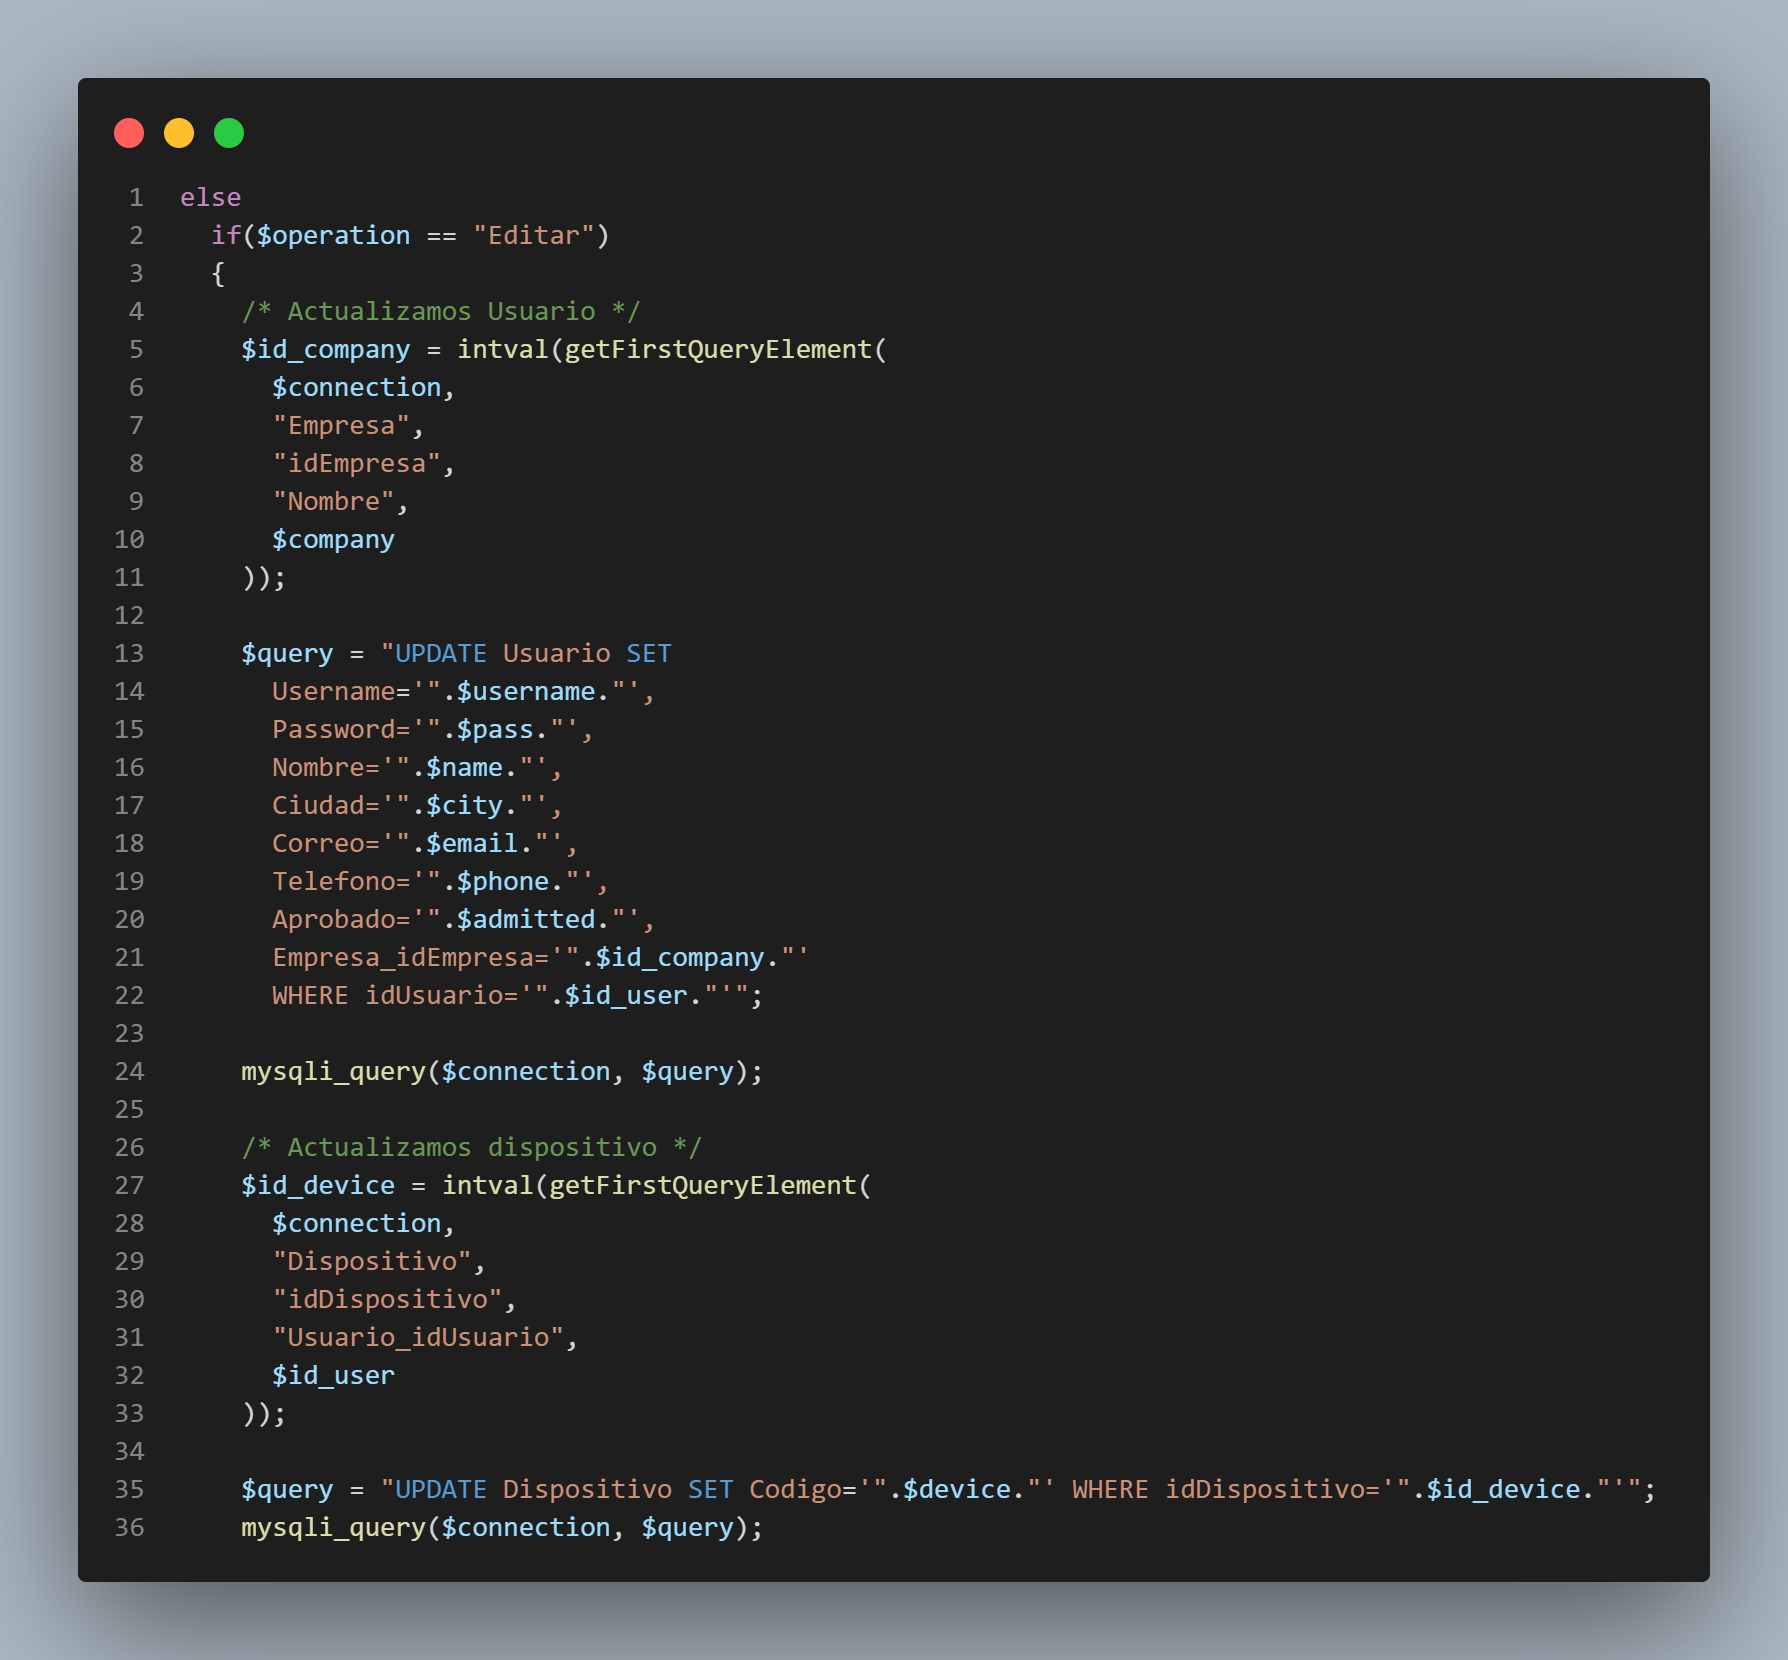 1 else
2 if($operation == "Editar")
3 {
4 /* Actualizamos Usuario */
5 $id_company = intval(getFirstQueryElement(
6 $connection,
7 "Empresa",
8 "idEmpresa",
9 "Nombre",
10 $company
11 ));
12
13 $query = "UPDATE Usuario SET
14 Username='".$username."',
15 Password='".$pass."',
16 Nombre='".$name."',
17 Ciudad='".$city."',
18 Correo='".$email."',
19 Telefono='".$phone."',
20 Aprobado='".$admitted."',
21 Empresa_idEmpresa='".$id_company."'
22 WHERE idUsuario='".$id_user."'";
23
24 mysqli_query($connection, $query);
25
26 /* Actualizamos dispositivo */
27 $id_device = intval(getFirstQueryElement(
28 $connection,
29 "Dispositivo",
30 "idDispositivo",
31 "Usuario_idUsuario",
32 $id_user
33 ));
34
35 $query = "UPDATE Dispositivo SET Codigo='".$device."' WHERE idDispositivo='".$id_device."'";
36 mysqli_query($connection, $query);